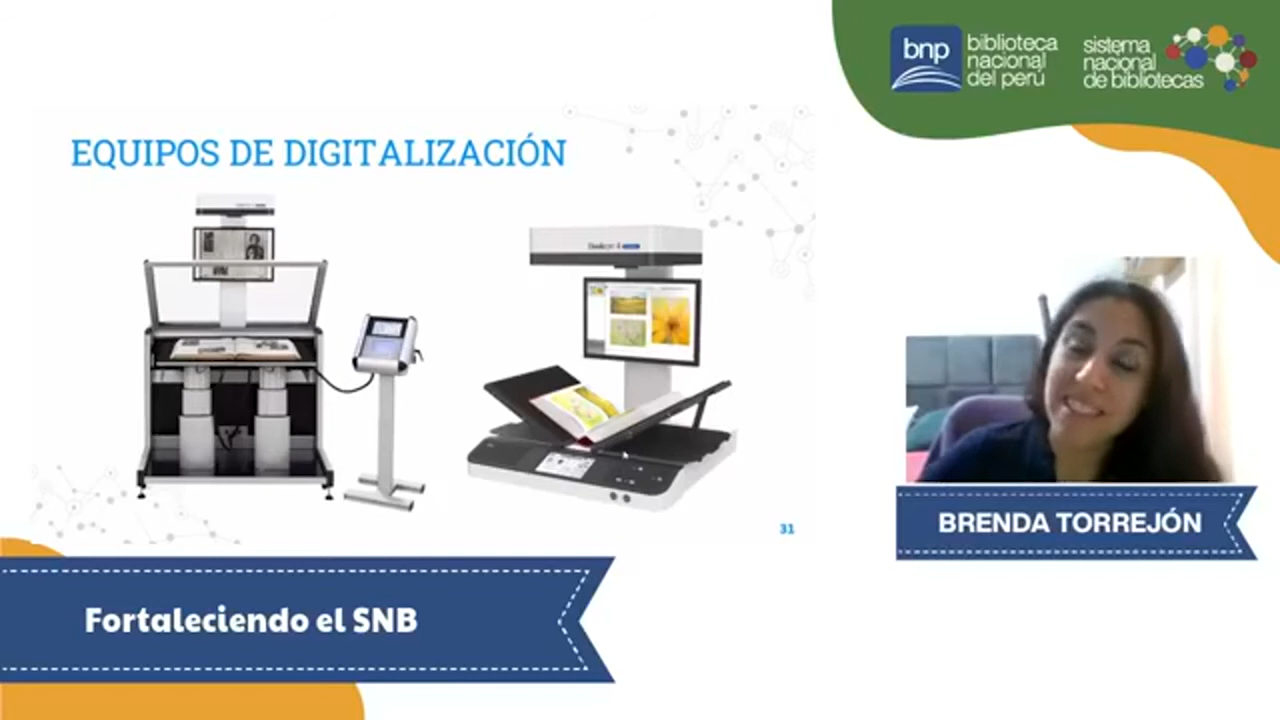 bnp
biblioteca
nacional
del perú
sistema
nacional
de bibliotecas
EQUIPOS DE DIGITALIZACIÓN
31
BRENDA TORREJÓN
Fortaleciendo el SNB